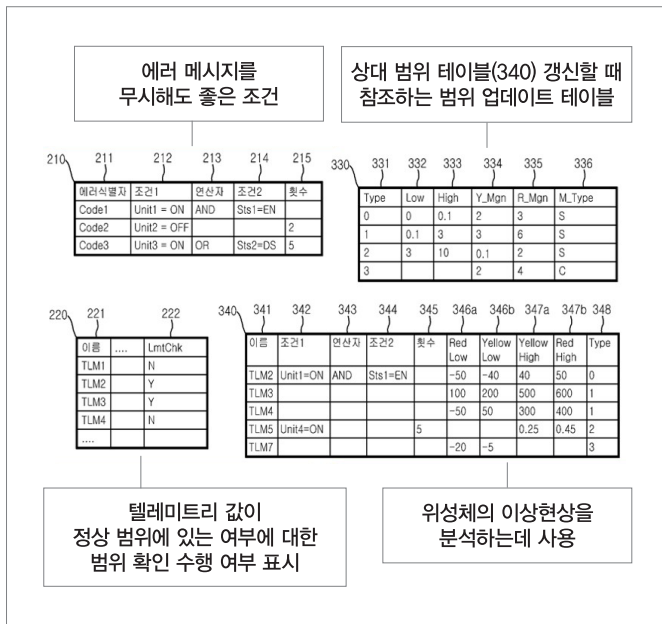 에러 메시지를
무시해도 좋은 조건
상대 범위 테이블(340) 갱신할 때
참조하는 범위 업데이트 테이블
210 211 212 213 214 215
에러식별자 조건1 연산자 조건2 횟수
Code1 Unit1 = ON AND Sts1=EN
Code2 Unit2 = OFF 2
Code3 Unit3 = ON OR Sts2=DS 5
330 331 332 333 334 335 336
Type Low High Y_Mgn R_Mgn M_Type
0 0 0.1 2 3 S
1 0.1 3 3 6 S
2 3 10 0.1 2 S
3 2 4 C
220 221 222
이름 .... LmtChk
TLM1 N
TLM2 Y
TLM3 Y
TLM4 N
....
340 341 342 343 344 345 346a 346b 347a 347b 348
이름 조건1 연산자 조건2 횟수 Red Low Yellow Low Yellow High Red High Type
TLM2 Unit1=ON AND Sts1=EN -50 -40 40 50 0
TLM3 100 200 500 600 1
TLM4 -50 50 300 400 1
TLM5 Unit4=ON 5 0.25 0.45 2
TLM7 -20 -5 3
텔레미트리 값이
정상 범위에 있는 여부에 대한
범위 확인 수행 여부 표시
위성체의 이상현상을
분석하는데 사용